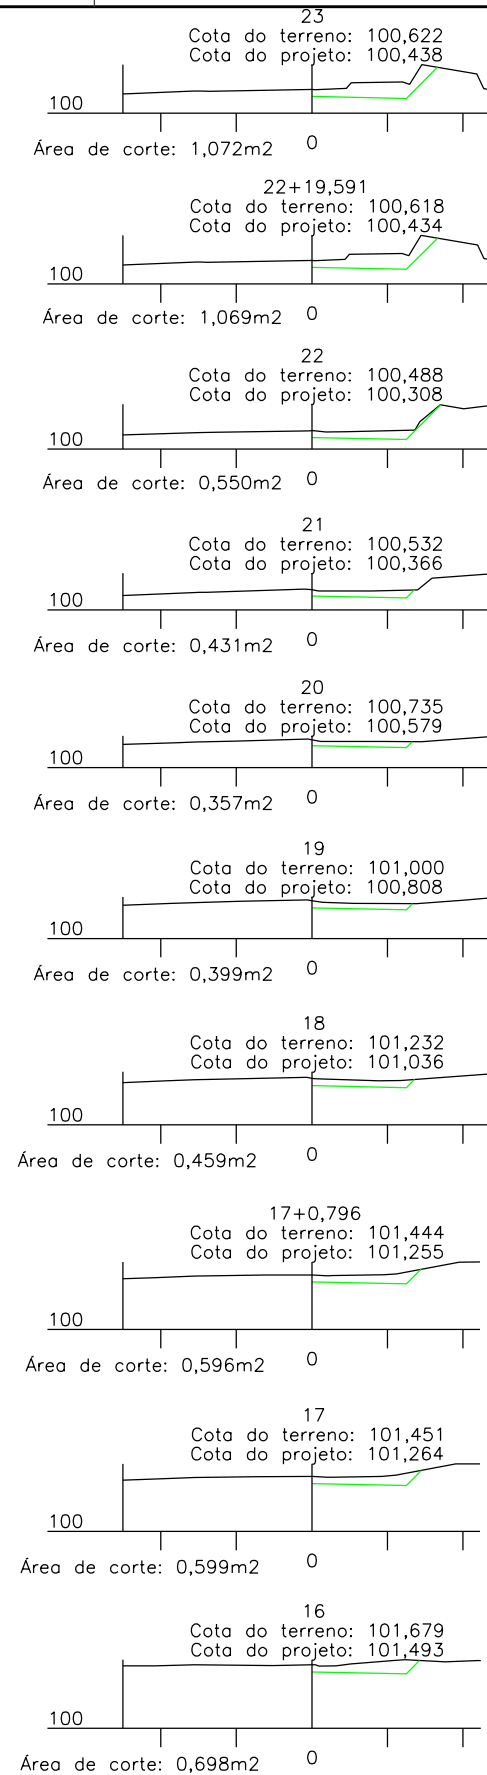 23
Cota do terreno: 100,622
Cota do projeto: 100,438
100
Área de corte: 1,072m2
0
22+19,591
Cota do terreno: 100,618
Cota do projeto: 100,434
100
Área de corte: 1,069m2
0
22
Cota do terreno: 100,488
Cota do projeto: 100,308
100
Área de corte: 0,550m2
0
21
Cota do terreno: 100,532
Cota do projeto: 100,366
100
Área de corte: 0,431m2
0
20
Cota do terreno: 100,735
Cota do projeto: 100,579
100
Área de corte: 0,357m2
0
19
Cota do terreno: 101,000
Cota do projeto: 100,808
100
Área de corte: 0,399m2
0
18
Cota do terreno: 101,232
Cota do projeto: 101,036
100
Área de corte: 0,459m2
0
17+0,796
Cota do terreno: 101,444
Cota do projeto: 101,255
100
Área de corte: 0,596m2
0
17
Cota do terreno: 101,451
Cota do projeto: 101,264
100
Área de corte: 0,599m2
0
16
Cota do terreno: 101,679
Cota do projeto: 101,493
100
Área de corte: 0,698m2
0